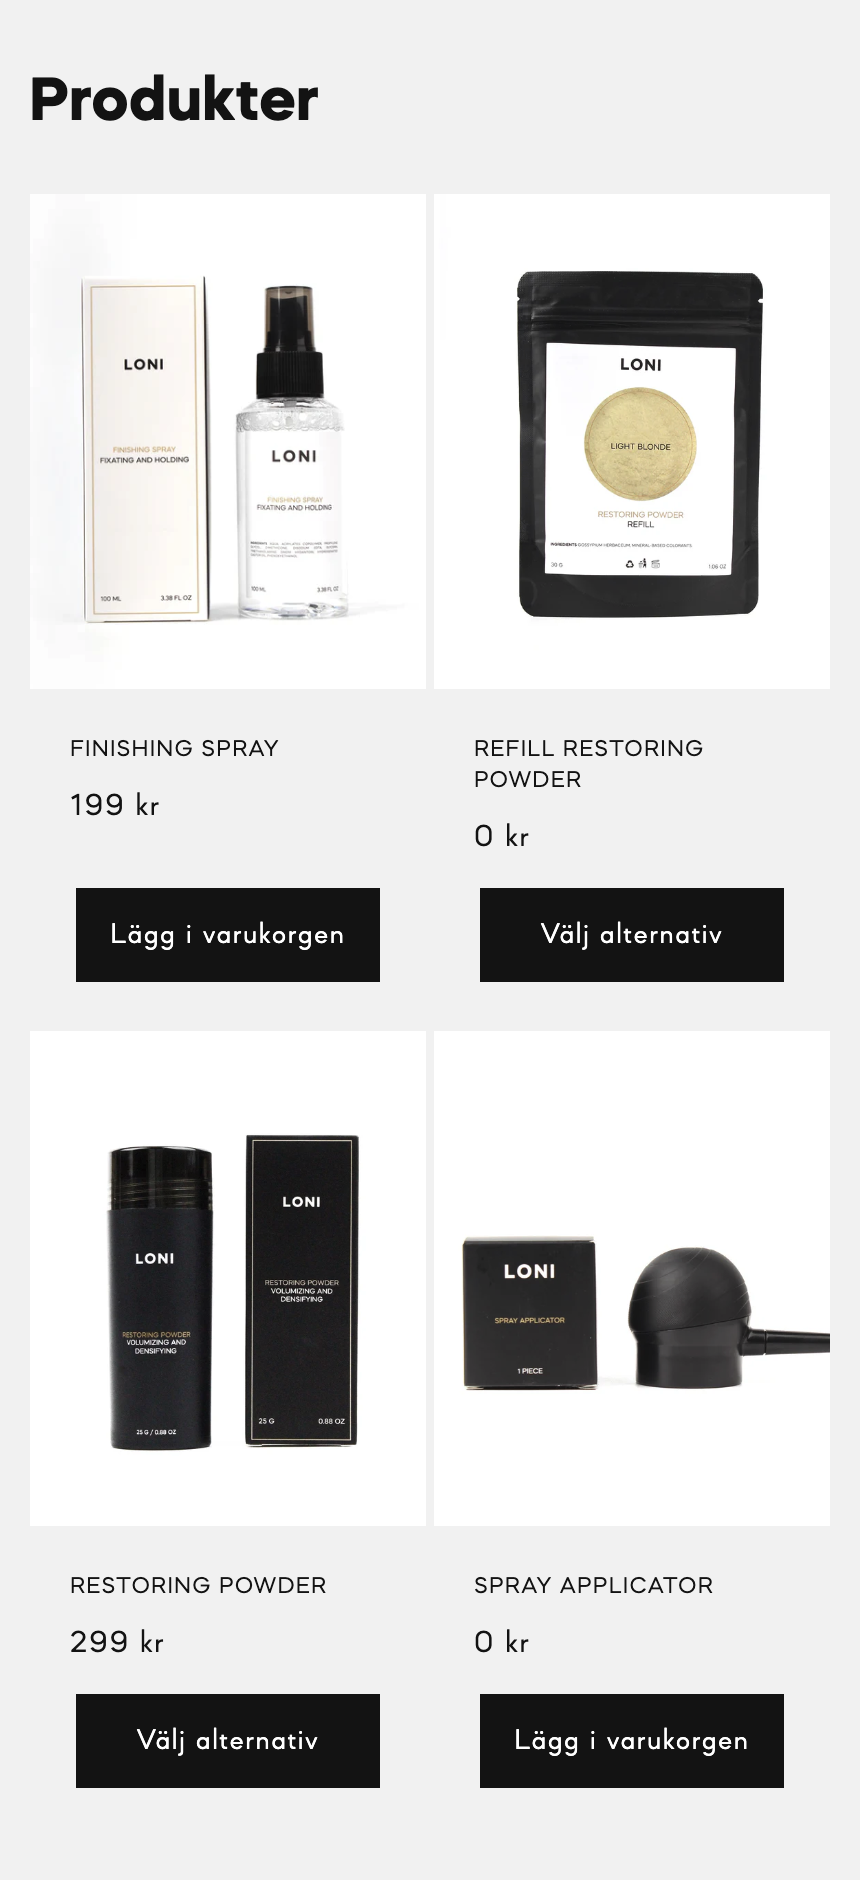 Produkter
LONI
FINISHING SPRAY
FIXATING AND HOLDING
100 ML 3.38 FL OZ
LONI
FINISHING SPRAY
FIXATING AND HOLDING
100 ML 3.38 FL OZ
LONI
LIGHT BLONDE
RESTORING POWDER
REFILL
INGREDIENTS GOSSYPIUM HERBACEUM, MINERAL-BASED COLORANTS
30 G 1.06 OZ
FINISHING SPRAY
199 kr
Lägg i varukorgen
REFILL RESTORING
POWDER
0 kr
Välj alternativ
LONI
RESTORING POWDER
VOLUMIZING AND
DENSIFYING
25 G / 0.88 OZ
LONI
RESTORING POWDER
VOLUMIZING AND
DENSIFYING
25 G 0.88 OZ
LONI
SPRAY APPLICATOR
1 PIECE
RESTORING POWDER
299 kr
Välj alternativ
SPRAY APPLICATOR
0 kr
Lägg i varukorgen